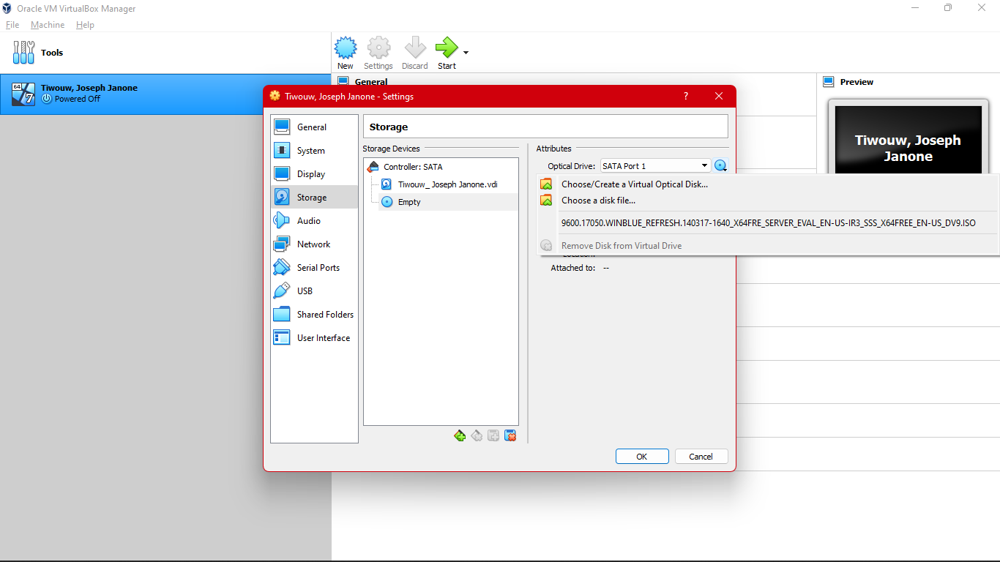 Oracle VM VirtualBox Manager
File Machine Help
Tools
New Settings Discard Start
64
7
Tiwouw, Joseph Janone
Powered Off
General
Preview
Tiwouw, Joseph
Janone
Tiwouw, Joseph Janone - Settings
?
General
System
Display
Storage
Audio
Network
Serial Ports
USB
Shared Folders
User Interface
Storage
Storage Devices
Controller: SATA
Tiwouw_ Joseph Janone.vdi
Empty
Attributes
Optical Drive: SATA Port 1
Choose/Create a Virtual Optical Disk...
Choose a disk file...
9600.17050.WINBLUE_REFRESH.140317-1640_X64FRE_SERVER_EVAL_EN-US-IR3_SSS_X64FREE_EN-US_DV9.ISO
Remove Disk from Virtual Drive
Attached to: --
OK Cancel